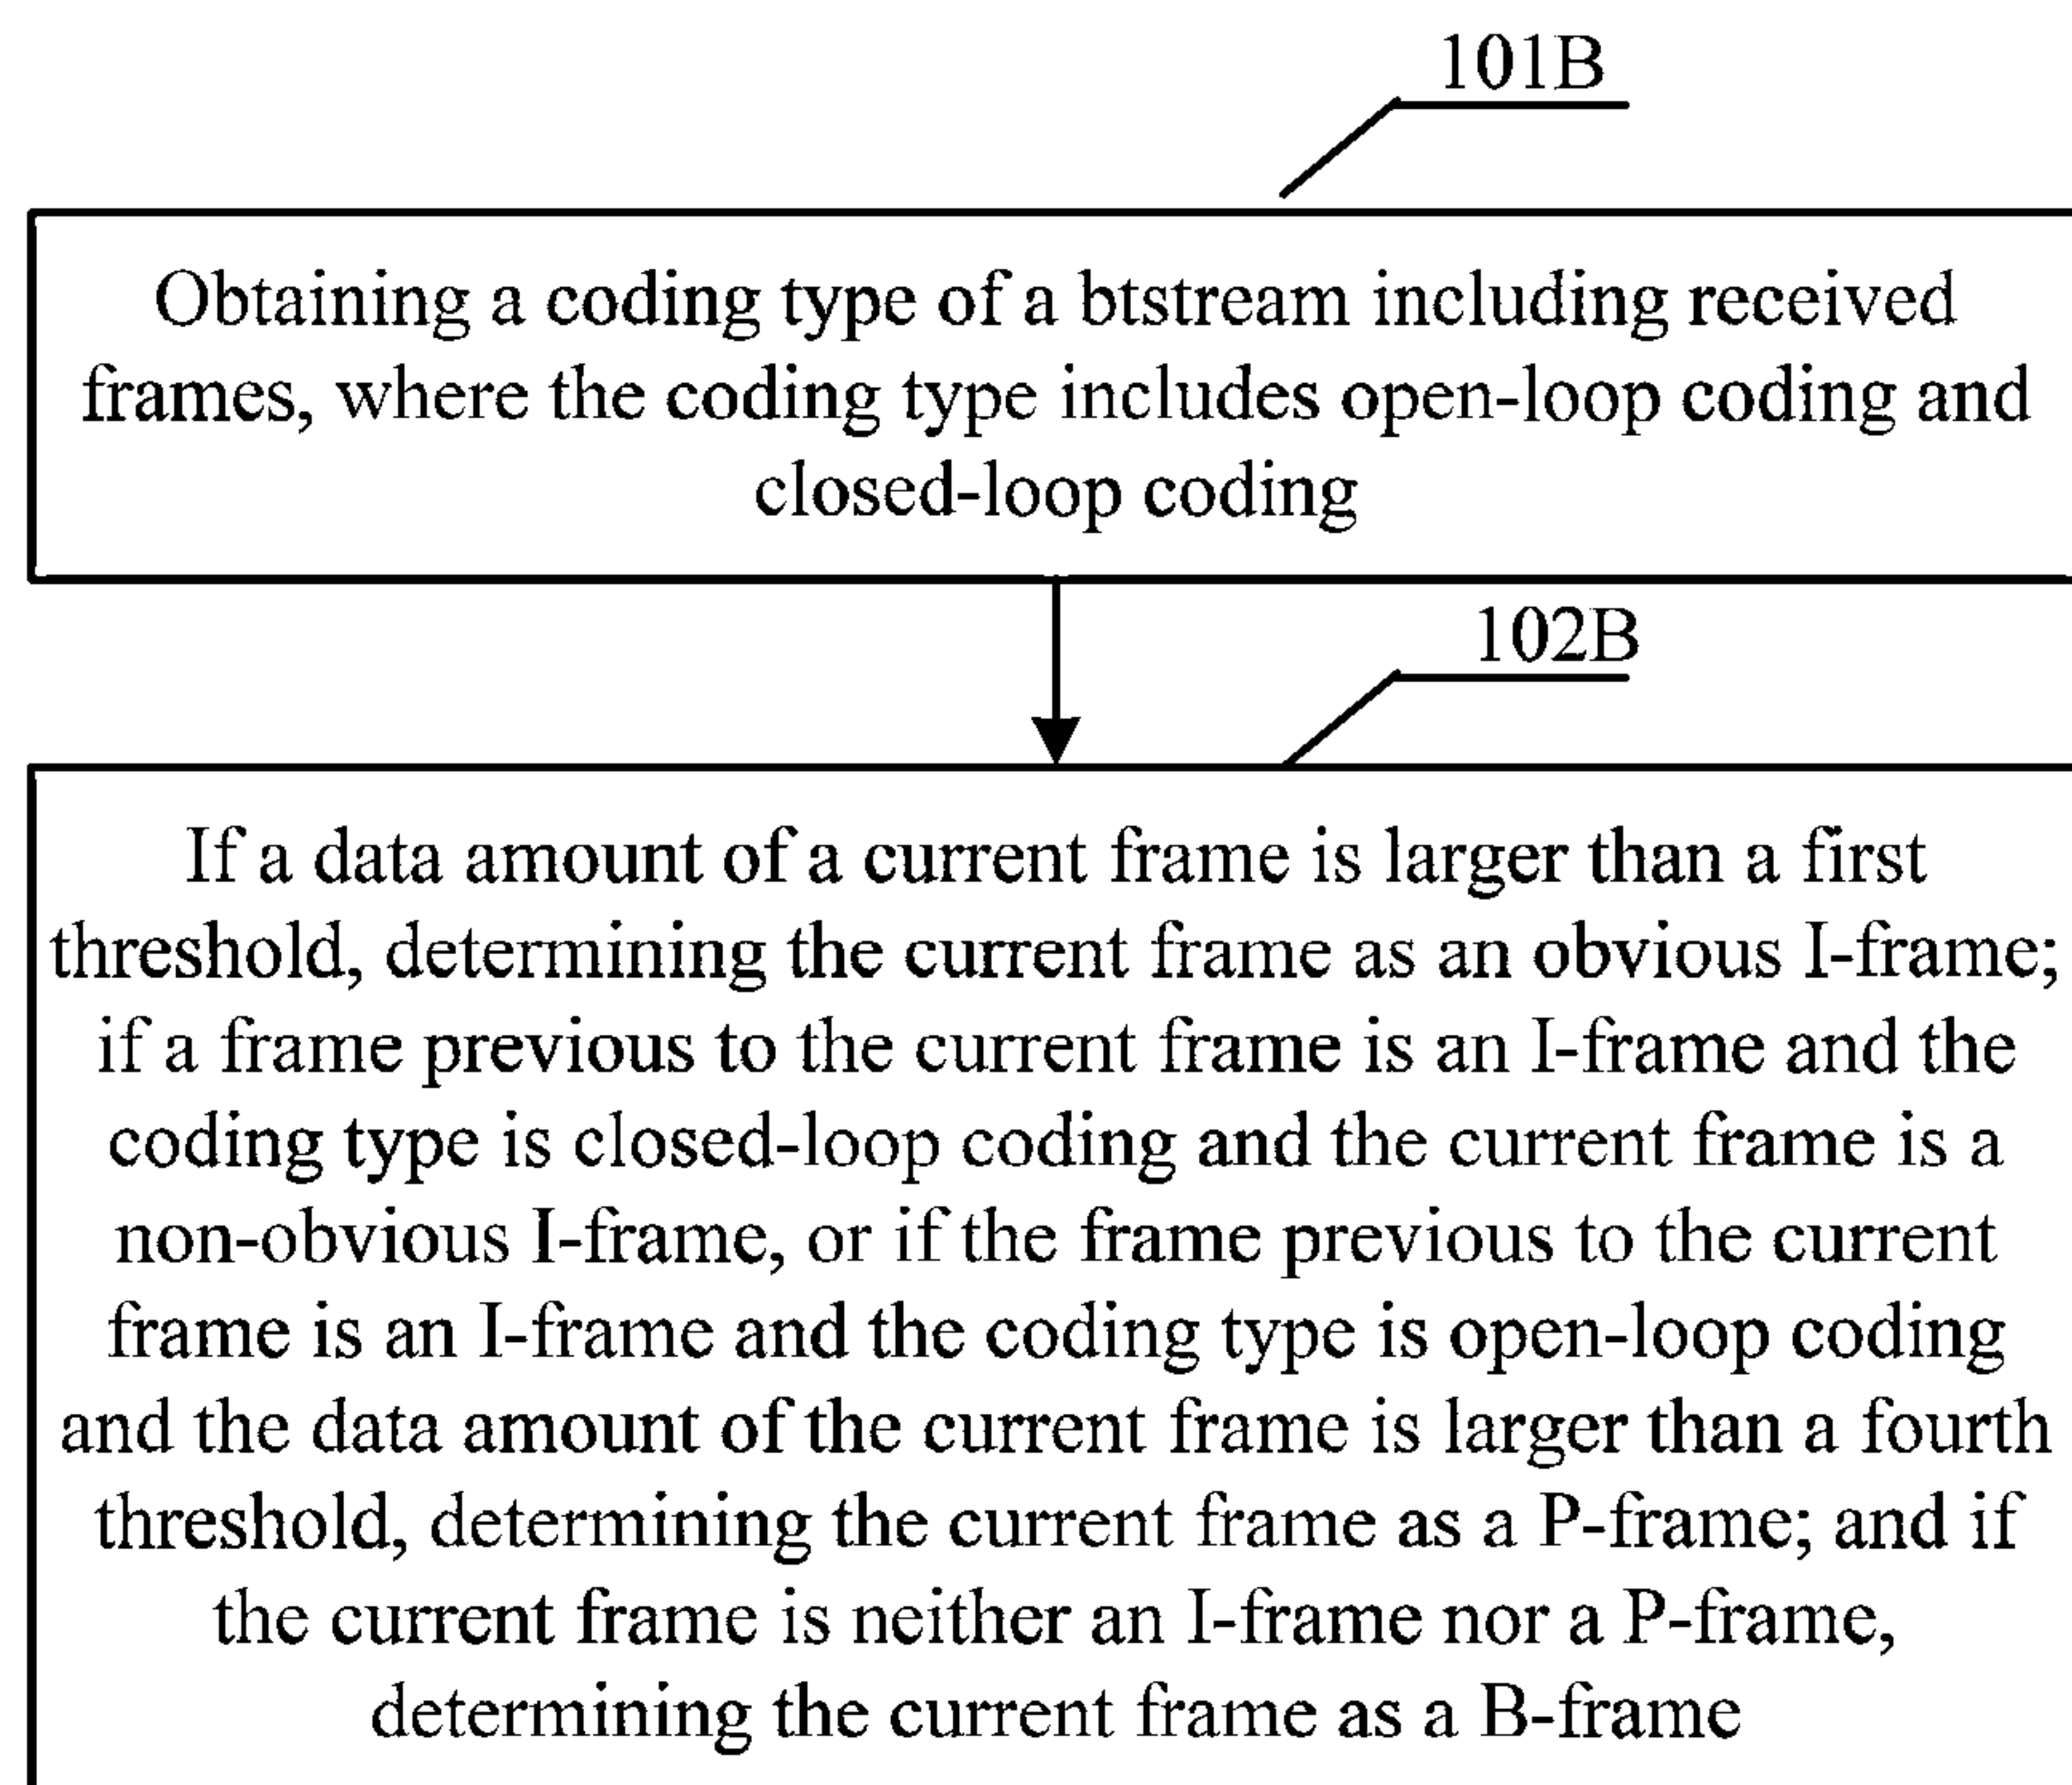 101B
Obtaining a coding type of a btstream including received
frames, where the coding type includes open-loop coding and
closed-loop coding
102B
If a data amount of a current frame is larger than a first
threshold, determining the current frame as an obvious I-frame;
if a frame previous to the current frame is an I-frame and the
coding type is closed-loop coding and the current frame is a
non-obvious I-frame, or if the frame previous to the current
frame is an I-frame and the coding type is open-loop coding
and the data amount of the current frame is larger than a fourth
threshold, determining the current frame as a P-frame; and if
the current frame is neither an I-frame nor a P-frame,
determining the current frame as a B-frame